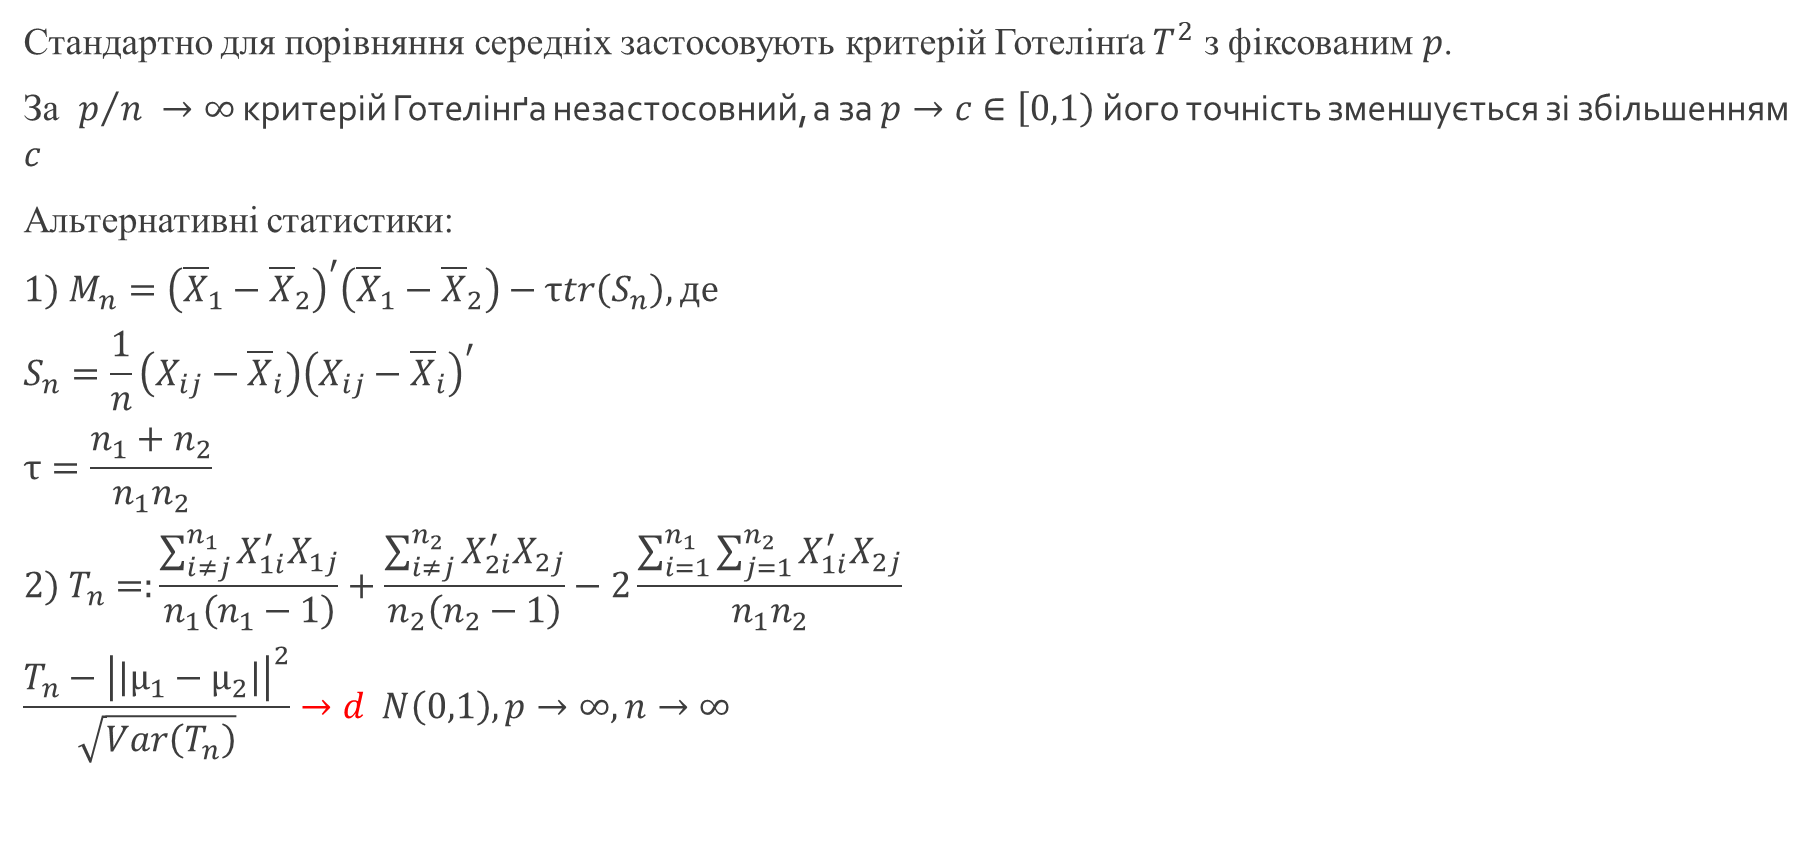 Стандартно для порівняння середніх застосовують критерій Готелінґа T² з фіксованим p.
За p/n → ∞ критерій Готелінґа незастосовний, а за p → c ∈ [0,1) його точність зменшується зі збільшенням
c
Альтернативні статистики:
1) Mₙ = (X̅₁ − X̅₂)′(X̅₁ − X̅₂) − τtr(Sₙ), де
Sₙ = 1/n (Xᵢⱼ − X̅ᵢ)(Xᵢⱼ − X̅ᵢ)′
τ = (n₁ + n₂)/(n₁n₂)
2) Tₙ =: (∑_{i≠j}^{n₁} X′₁ᵢX₁ⱼ)/(n₁(n₁ − 1)) + (∑_{i≠j}^{n₂} X′₂ᵢX₂ⱼ)/(n₂(n₂ − 1)) − 2 (∑_{i=1}^{n₁} ∑_{j=1}^{n₂} X′₁ᵢX₂ⱼ)/(n₁n₂)
(Tₙ − ||μ₁ − μ₂||²)/√(Var(Tₙ)) → d N(0,1), p → ∞, n → ∞